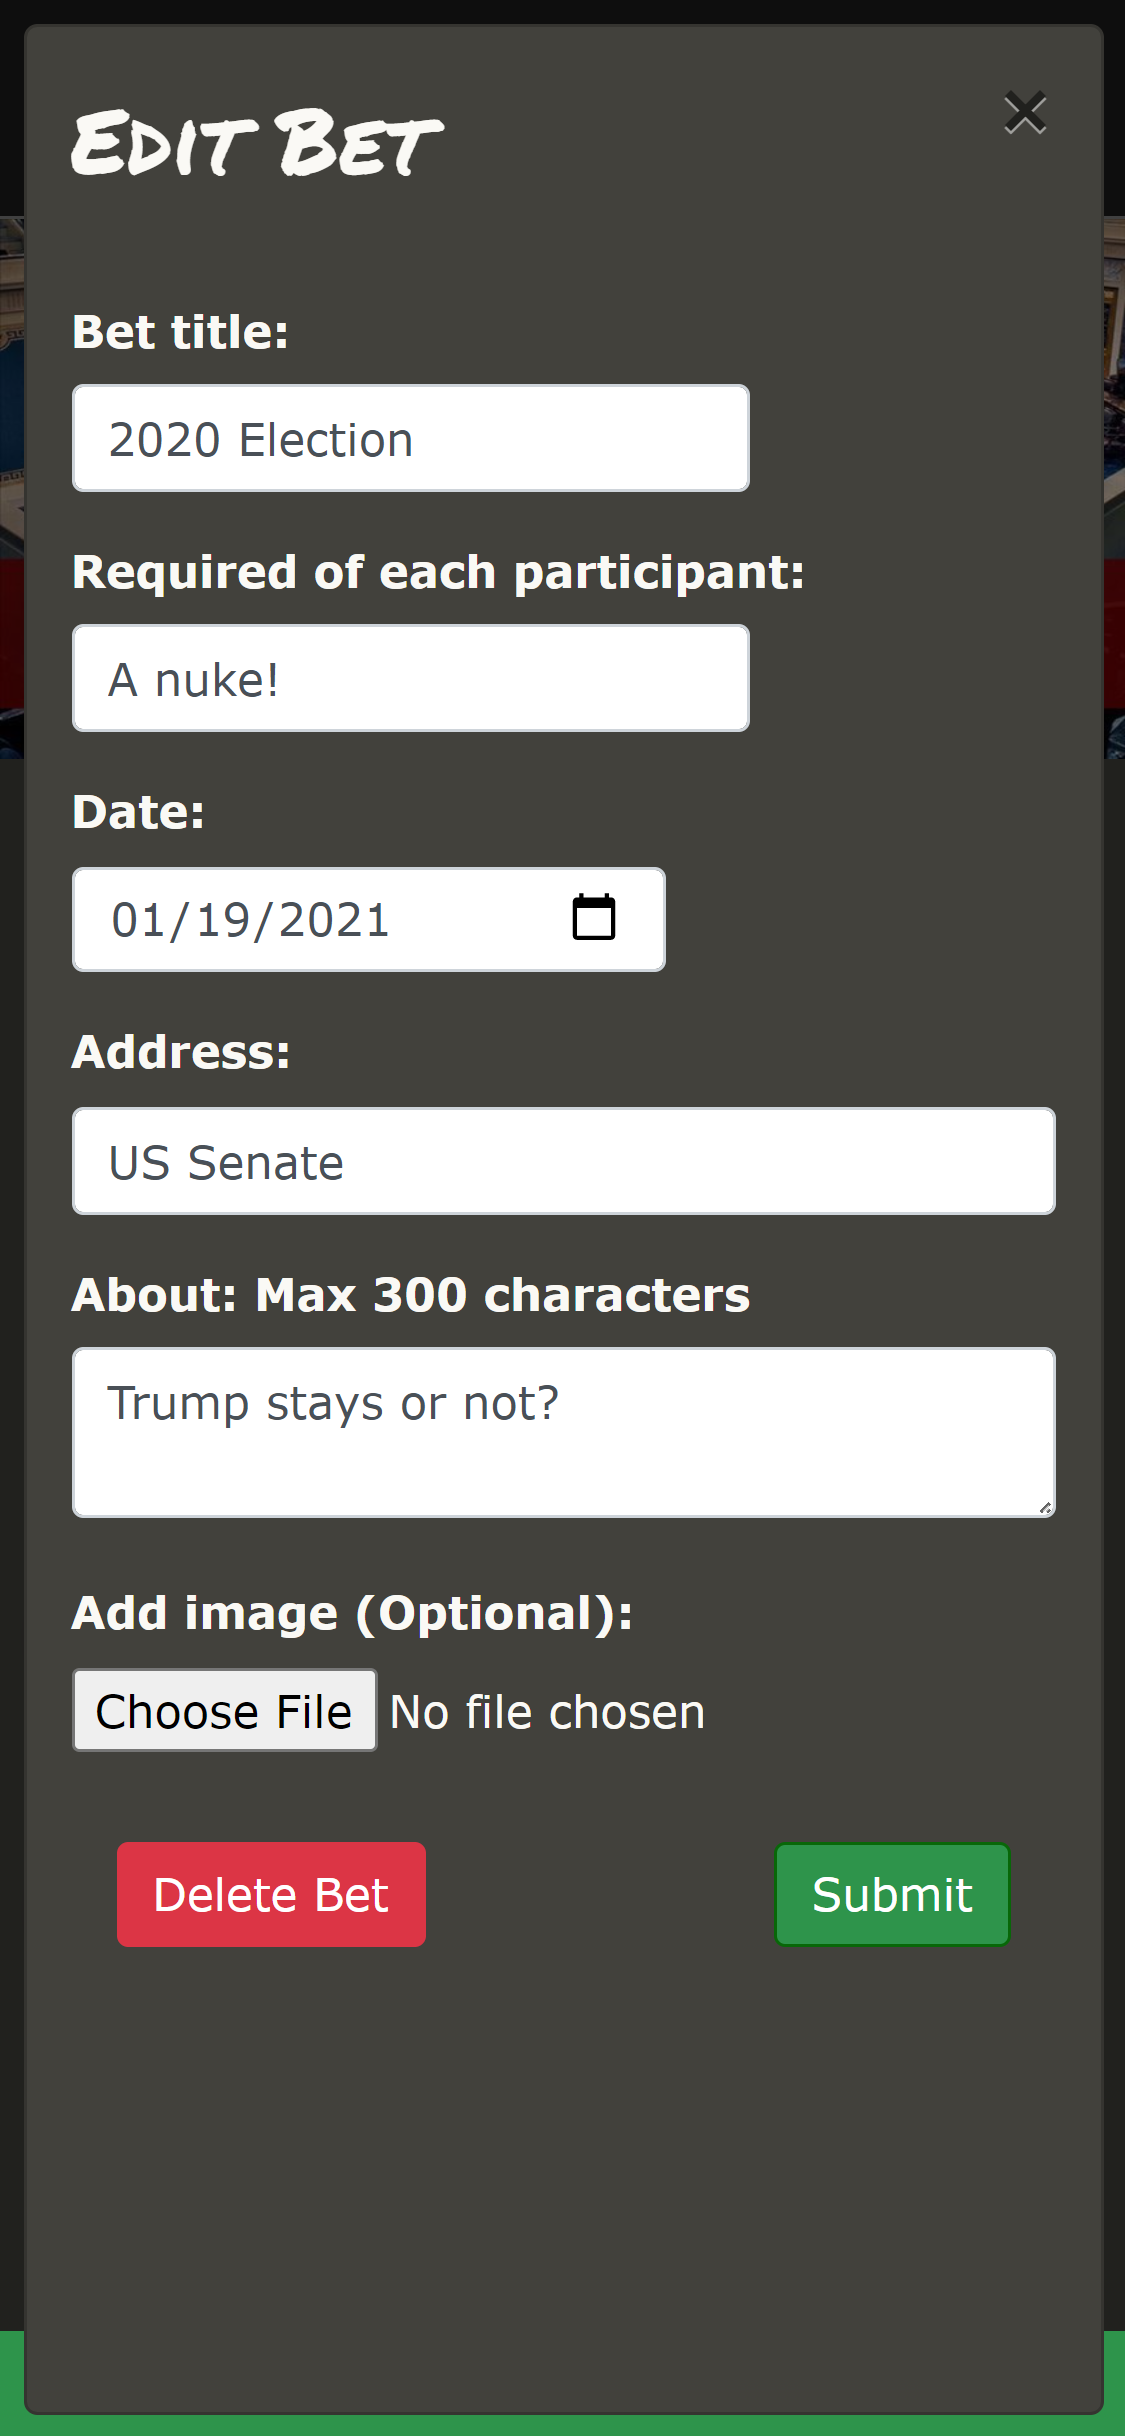 Edit Bet
×
Bet title:
2020 Election
Required of each participant:
A nuke!
Date:
01/19/2021
Address:
US Senate
About: Max 300 characters
Trump stays or not?
Add image (Optional):
Choose File No file chosen
Delete Bet Submit